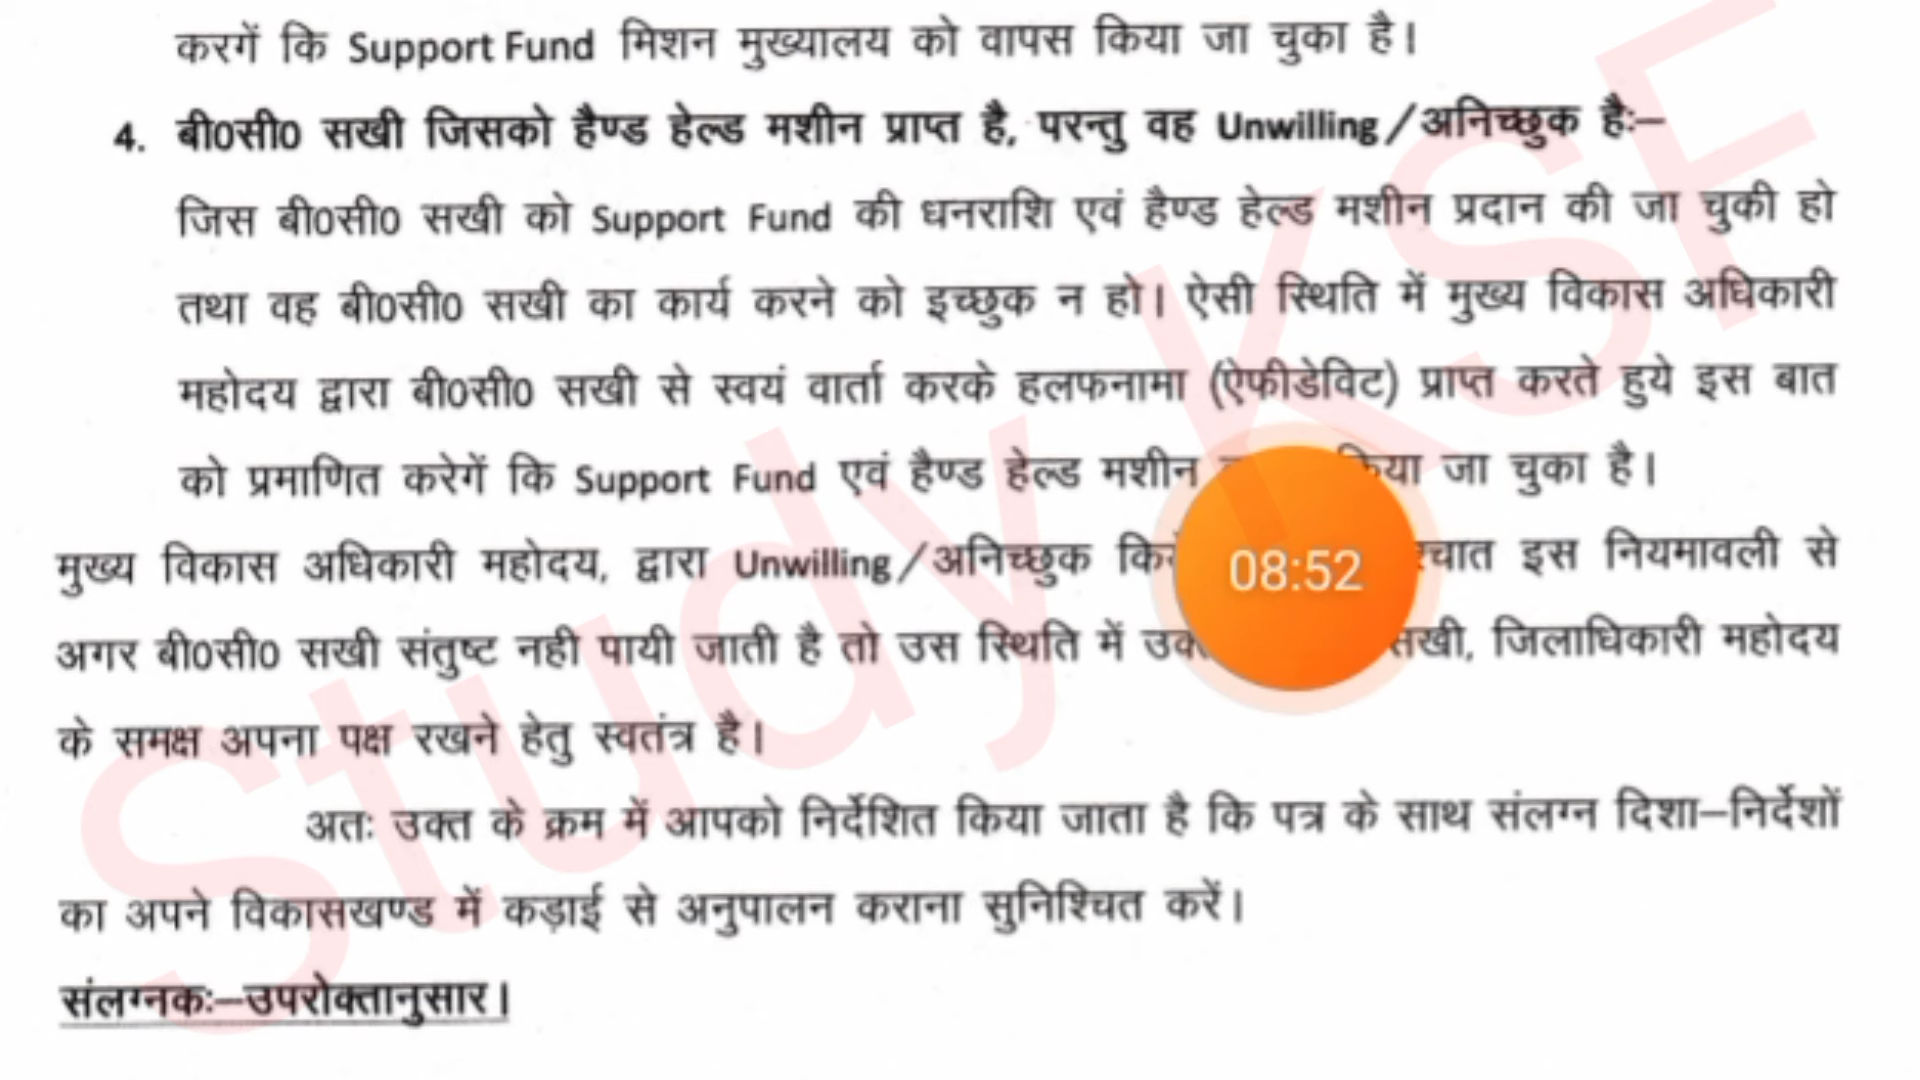 करगें कि Support Fund मिशन मुख्यालय को वापस किया जा चुका है।
4. बी0सी0 सखी जिसको हैण्ड हेल्ड मशीन प्राप्त है, परन्तु वह Unwilling/अनिच्छुक हैः–
जिस बी0सी0 सखी को Support Fund की धनराशि एवं हैण्ड हेल्ड मशीन प्रदान की जा चुकी हो
तथा वह बी0सी0 सखी का कार्य करने को इच्छुक न हो। ऐसी स्थिति में मुख्य विकास अधिकारी
महोदय द्वारा बी0सी0 सखी से स्वयं वार्ता करके हलफनामा (ऐफीडेविट) प्राप्त करते हुये इस बात
को प्रमाणित करेगें कि Support Fund एवं हैण्ड हेल्ड मशीन किया जा चुका है।
मुख्य विकास अधिकारी महोदय, द्वारा Unwilling/अनिच्छुक इस नियमावली से
08:52
अगर बी0सी0 सखी संतुष्ट नही पायी जाती है तो उस स्थिति में सखी, जिलाधिकारी महोदय
के समक्ष अपना पक्ष रखने हेतु स्वतंत्र है।
अतः उक्त के क्रम में आपको निर्देशित किया जाता है कि पत्र के साथ संलग्न दिशा–निर्देशों
का अपने विकासखण्ड में कड़ाई से अनुपालन कराना सुनिश्चित करें।
संलग्नकः–उपरोक्तानुसार।
Study KSF